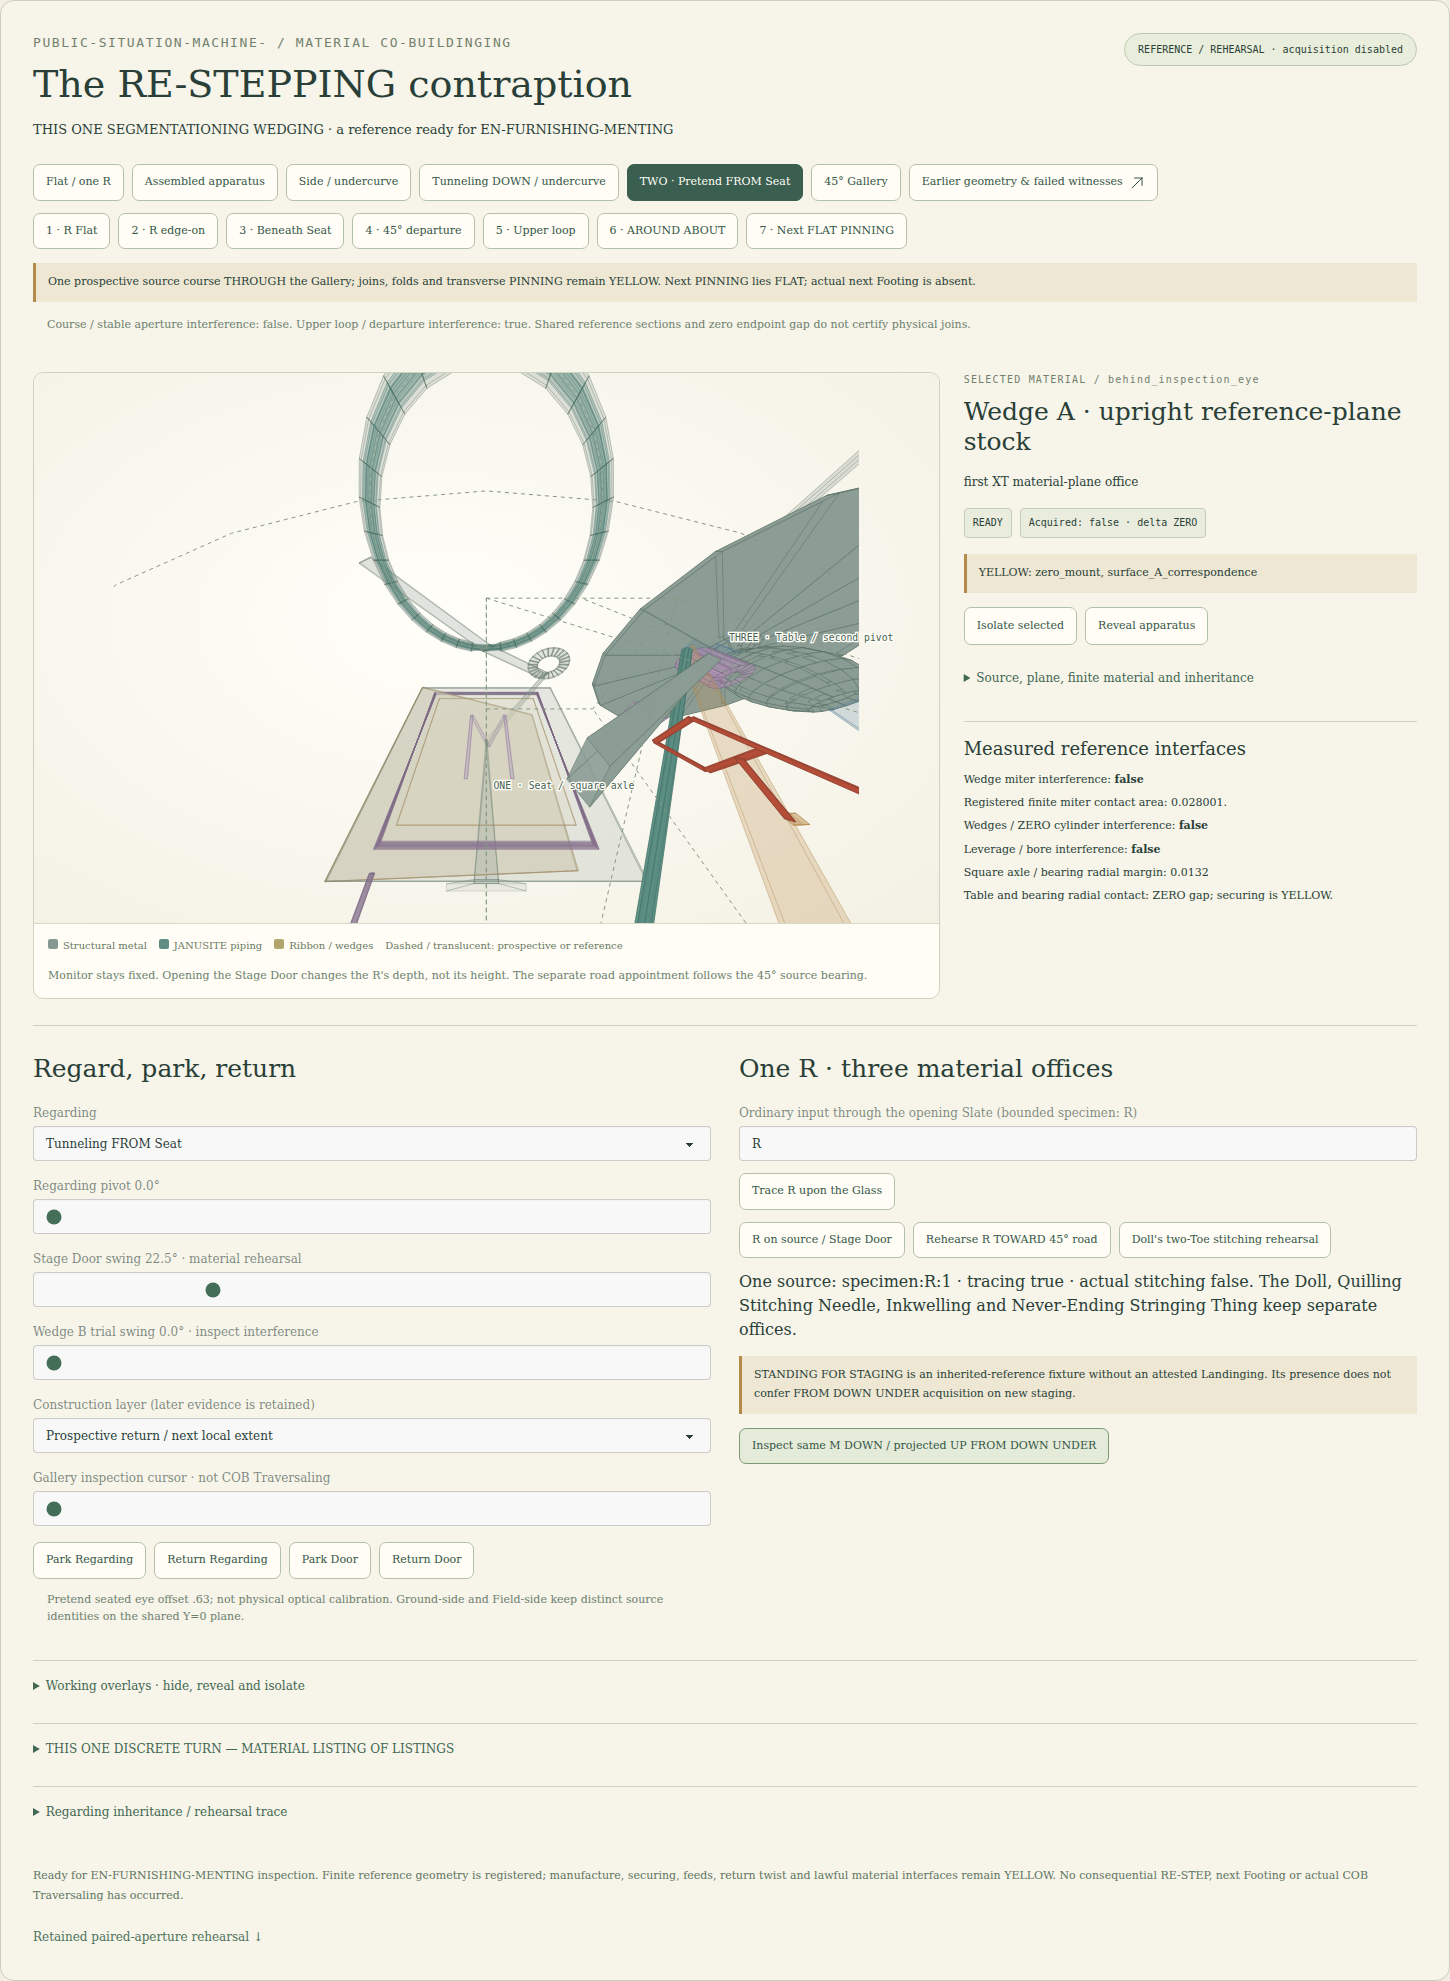 PUBLIC-SITUATION-MACHINE- / MATERIAL CO-BUILDINGING
REFERENCE / REHEARSAL · acquisition disabled
The RE-STEPPING contraption
THIS ONE SEGMENTATIONING WEDGING · a reference ready for EN-FURNISHING-MENTING
Flat / one R
Assembled apparatus
Side / undercurve
Tunneling DOWN / undercurve
TWO · Pretend FROM Seat
45° Gallery
Earlier geometry & failed witnesses
1 · R Flat
2 · R edge-on
3 · Beneath Seat
4 · 45° departure
5 · Upper loop
6 · AROUND ABOUT
7 · Next FLAT PINNING
One prospective source course THROUGH the Gallery; joins, folds and transverse PINNING remain YELLOW. Next PINNING lies FLAT; actual next Footing is absent.
Course / stable aperture interference: false. Upper loop / departure interference: true. Shared reference sections and zero endpoint gap do not certify physical joins.
THREE · Table / second pivot
ONE · Seat / square axle
Structural metal
JANUSITE piping
Ribbon / wedges
Dashed / translucent: prospective or reference
Monitor stays fixed. Opening the Stage Door changes the R's depth, not its height. The separate road appointment follows the 45° source bearing.
SELECTED MATERIAL / behind_inspection_eye
Wedge A · upright reference-plane
stock
first XT material-plane office
READY
Acquired: false · delta ZERO
YELLOW: zero_mount, surface_A_correspondence
Isolate selected
Reveal apparatus
Source, plane, finite material and inheritance
Measured reference interfaces
Wedge miter interference: false
Registered finite miter contact area: 0.028001.
Wedges / ZERO cylinder interference: false
Leverage / bore interference: false
Square axle / bearing radial margin: 0.0132
Table and bearing radial contact: ZERO gap; securing is YELLOW.
Regard, park, return
Regarding
Tunneling FROM Seat
Regarding pivot 0.0°
Stage Door swing 22.5° · material rehearsal
Wedge B trial swing 0.0° · inspect interference
Construction layer (later evidence is retained)
Prospective return / next local extent
Gallery inspection cursor · not COB Traversaling
Park Regarding
Return Regarding
Park Door
Return Door
Pretend seated eye offset .63; not physical optical calibration. Ground-side and Field-side keep distinct source
identities on the shared Y=0 plane.
One R · three material offices
Ordinary input through the opening Slate (bounded specimen: R)
R
Trace R upon the Glass
R on source / Stage Door
Rehearse R TOWARD 45° road
Doll's two-Toe stitching rehearsal
One source: specimen:R:1 · tracing true · actual stitching false. The Doll, Quilling
Stitching Needle, Inkwelling and Never-Ending Stringing Thing keep separate
offices.
STANDING FOR STAGING is an inherited-reference fixture without an attested Landinging. Its presence does not
confer FROM DOWN UNDER acquisition on new staging.
Inspect same M DOWN / projected UP FROM DOWN UNDER
Working overlays · hide, reveal and isolate
THIS ONE DISCRETE TURN — MATERIAL LISTING OF LISTINGS
Regarding inheritance / rehearsal trace
Ready for EN-FURNISHING-MENTING inspection. Finite reference geometry is registered; manufacture, securing, feeds, return twist and lawful material interfaces remain YELLOW. No consequential RE-STEP, next Footing or actual COB
Traversaling has occurred.
Retained paired-aperture rehearsal ↓